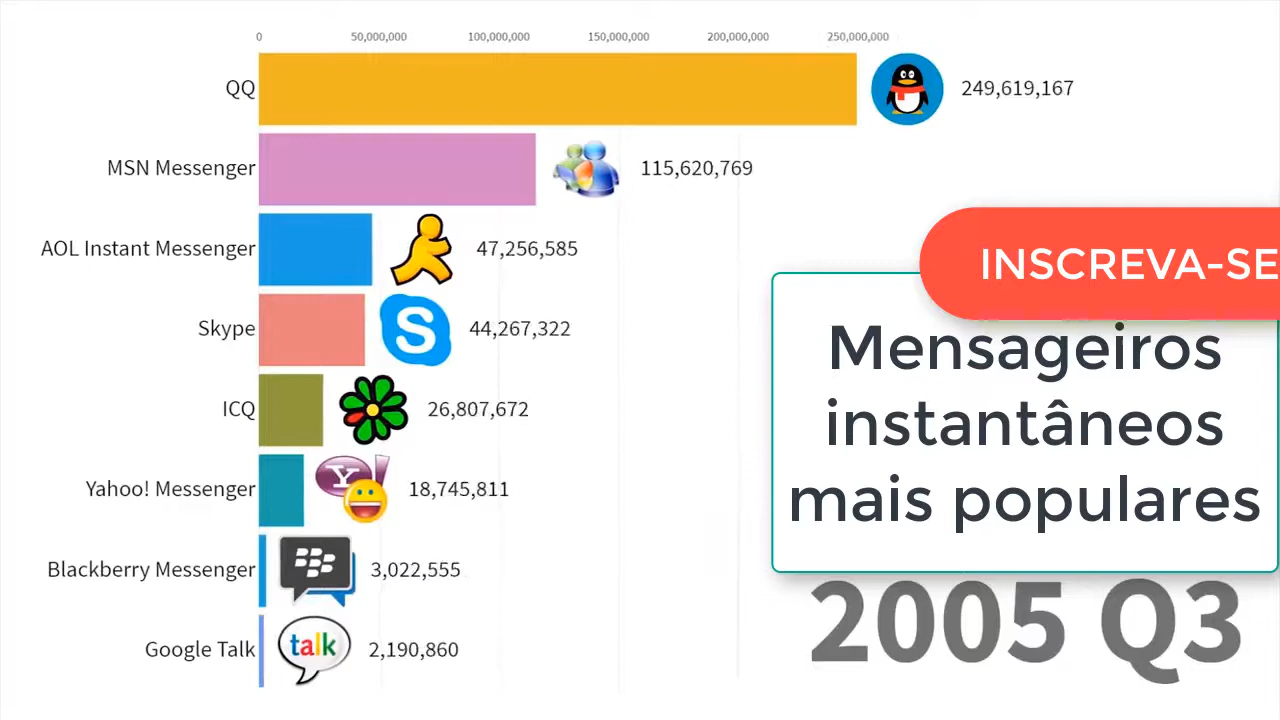 0 50,000,000 100,000,000 150,000,000 200,000,000 250,000,000
QQ 249,619,167
MSN Messenger 115,620,769
AOL Instant Messenger 47,256,585
Skype S 44,267,322
ICQ 26,807,672
Yahoo! Messenger Y! 18,745,811
Blackberry Messenger 3,022,555
Google Talk talk 2,190,860
INSCREVA-SE
Mensageiros
instantâneos
mais populares
2005 Q3